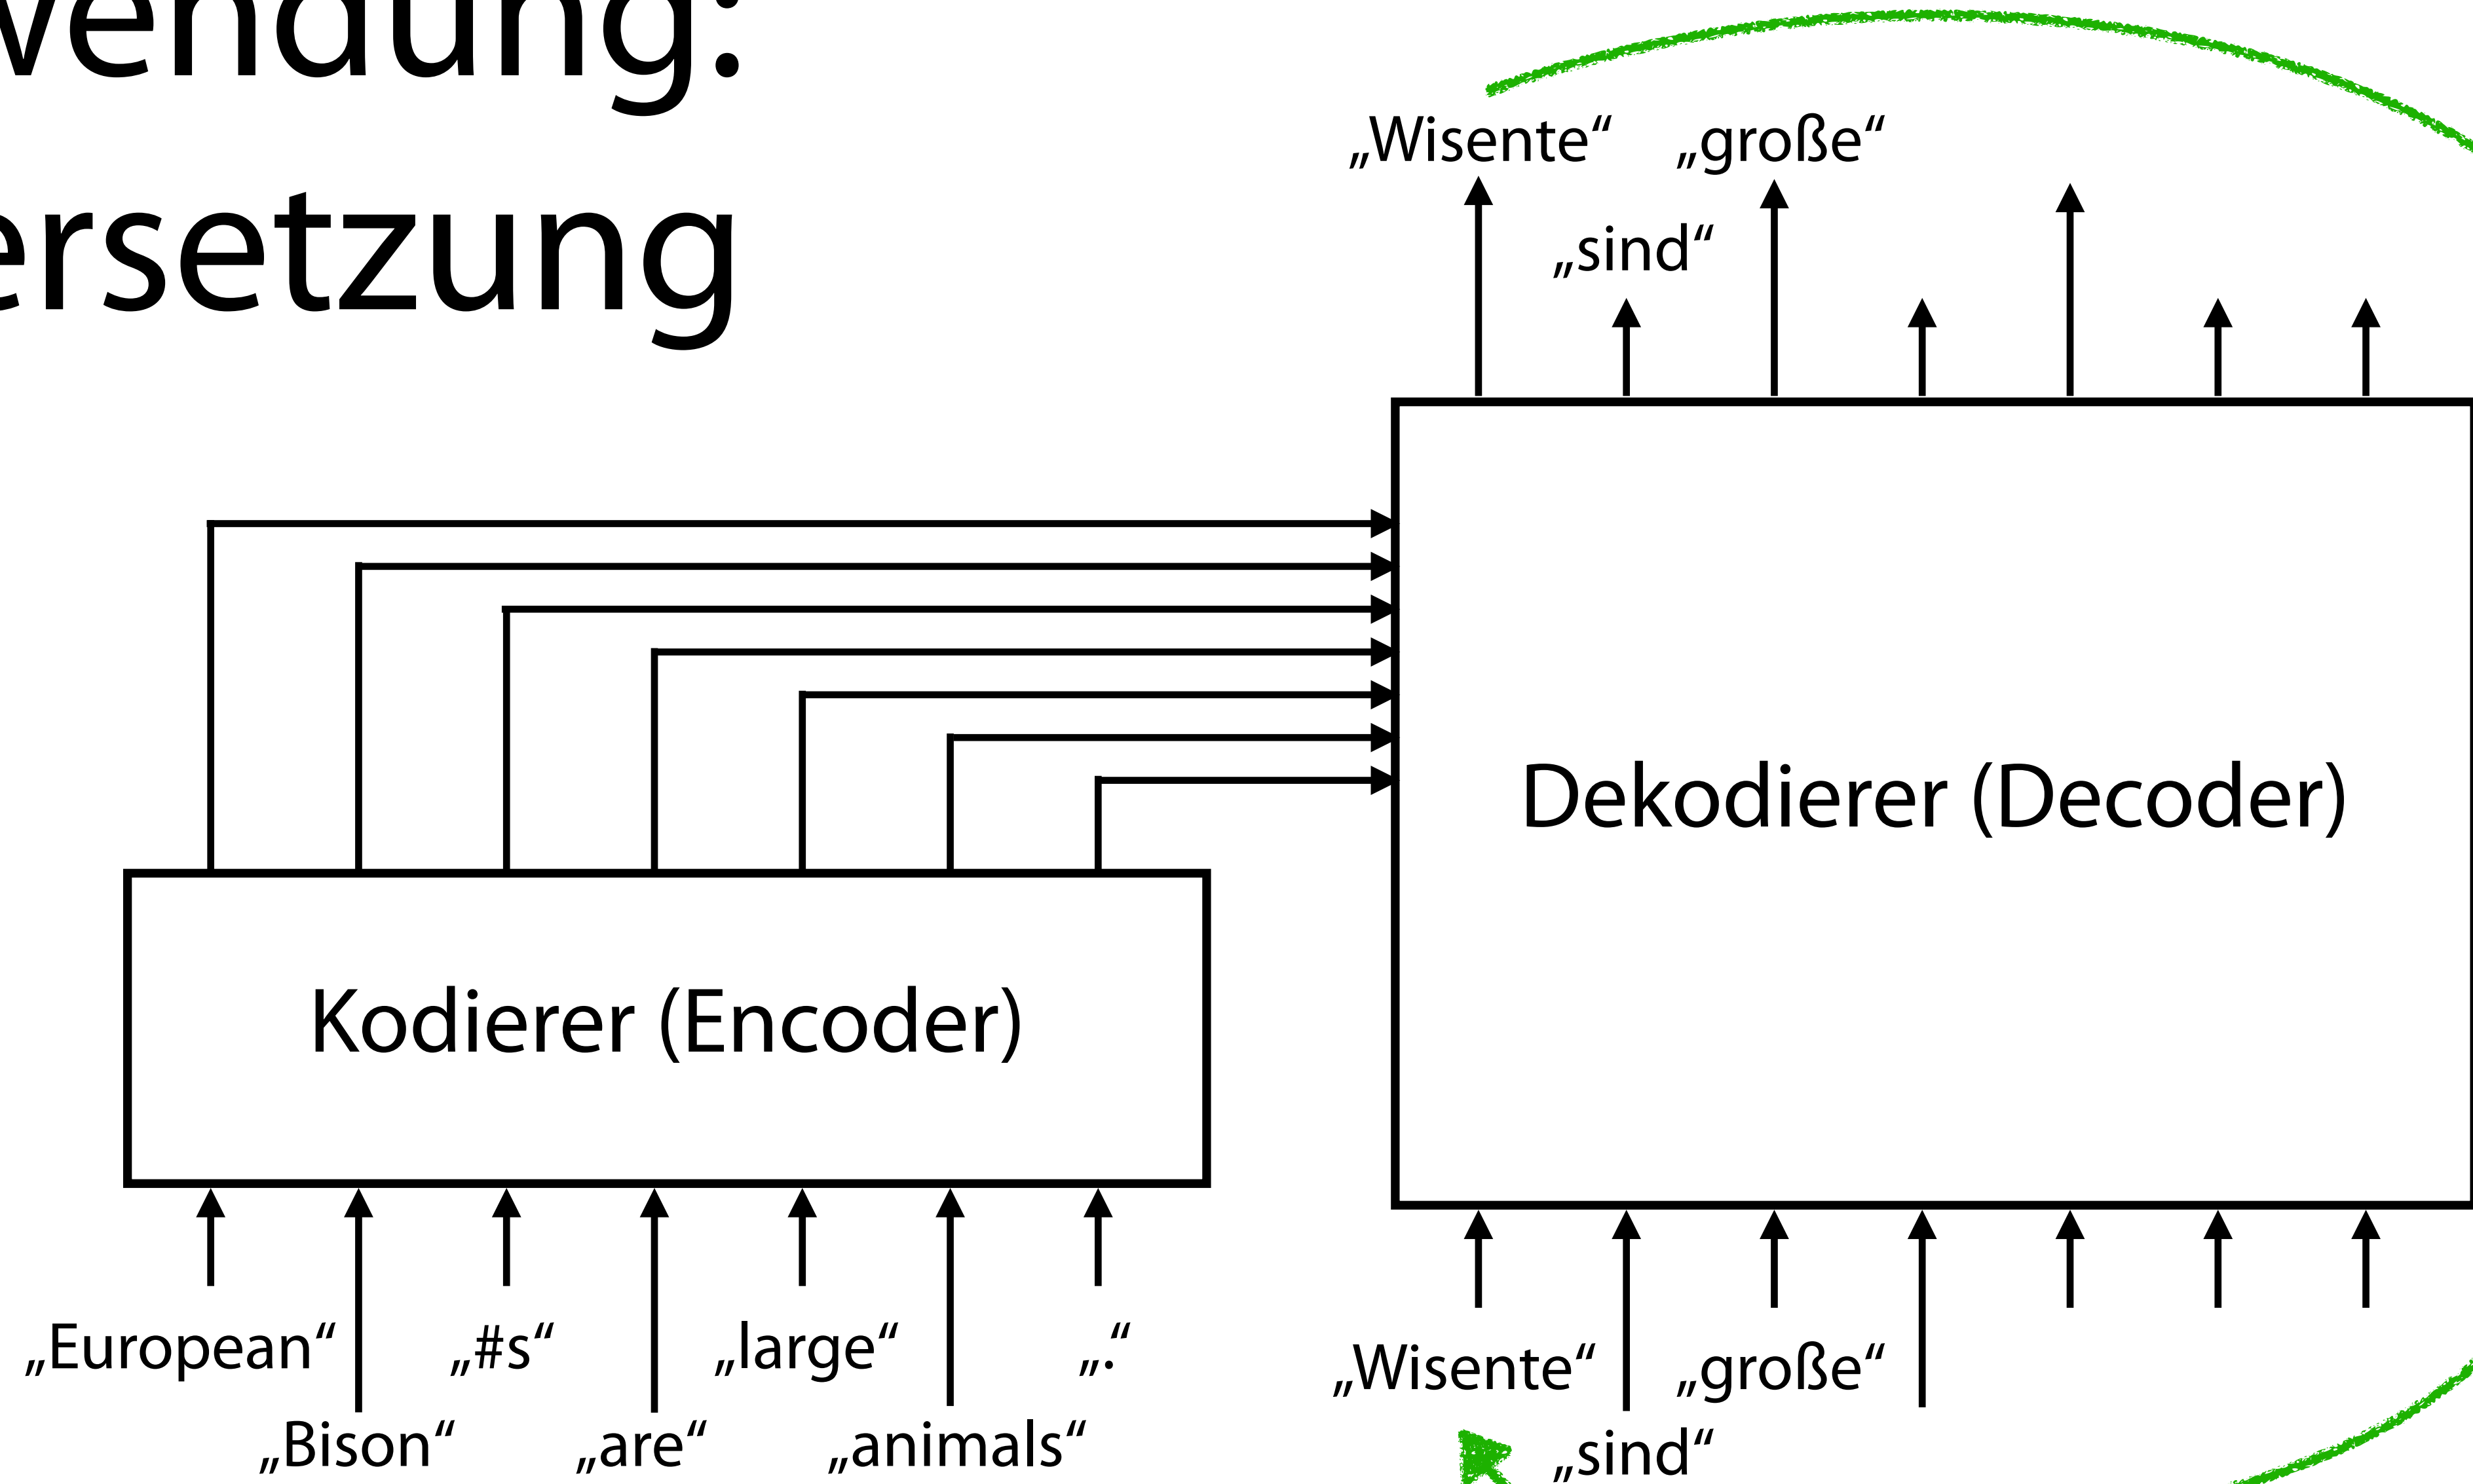 wendung:
ersetzung
„Wisente“ „große“
„sind“
Dekodierer (Decoder)
Kodierer (Encoder)
„European“ „#s“ „large“ „.“
„Bison“ „are“ „animals“
„Wisente“ „große“
„sind“